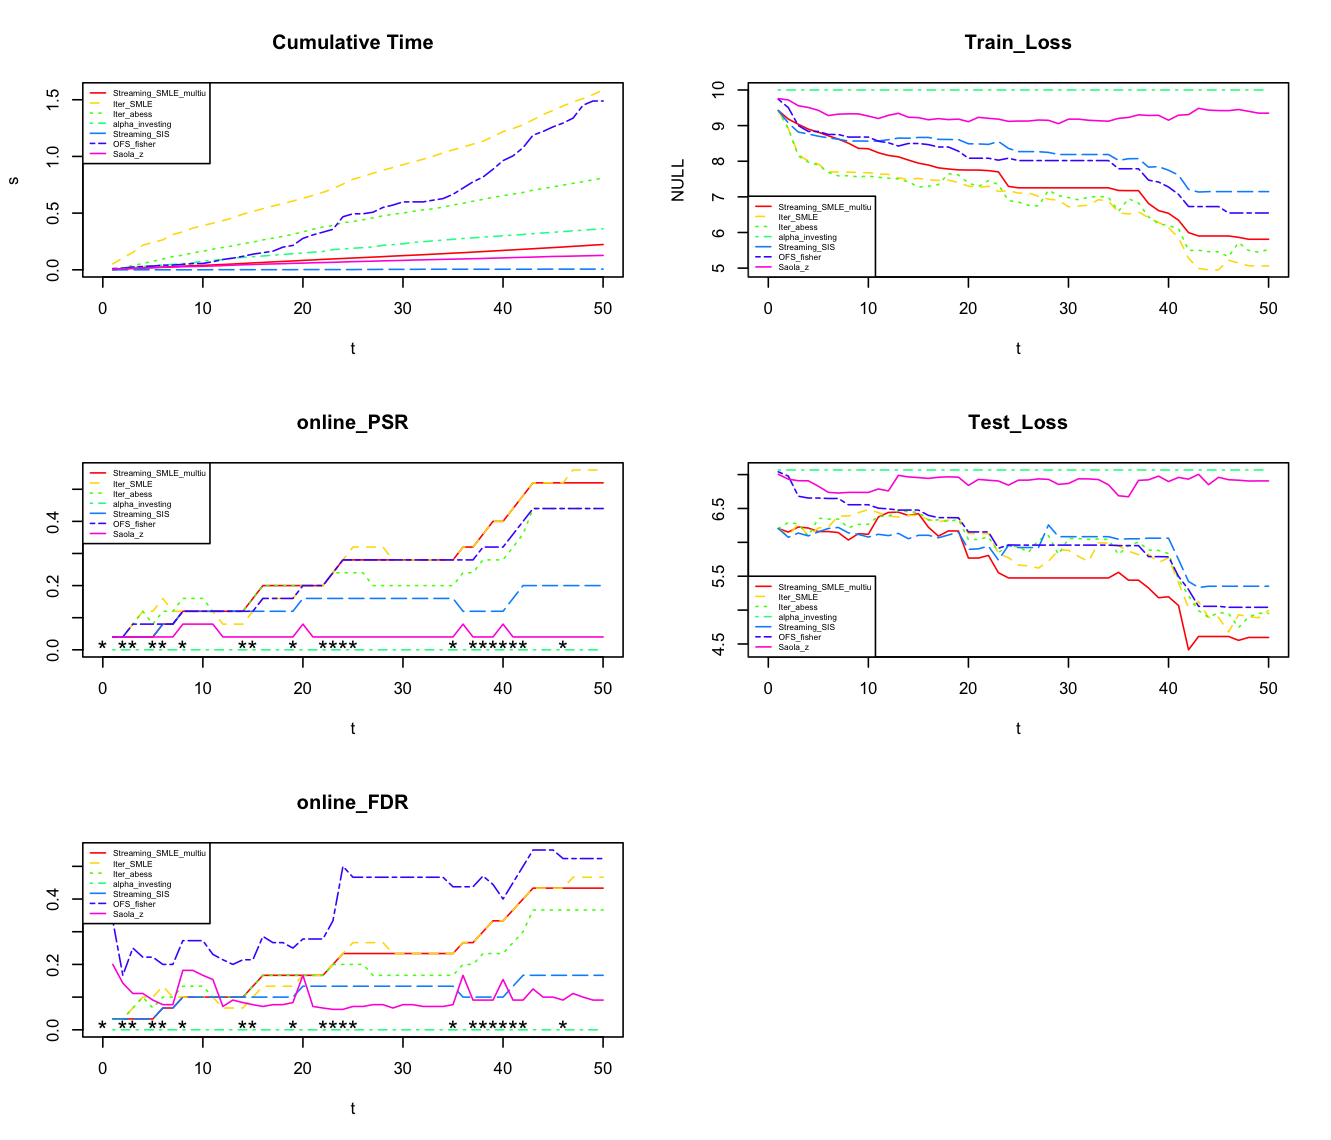 Cumulative Time
Streaming_SMLE_multiu
Iter_SMLE
Iter_abess
alpha_investing
Streaming_SIS
OFS_fisher
Saola_z
s
0.0
0.5
1.0
1.5
0 10 20 30 40 50
t
Train_Loss
Streaming_SMLE_multiu
Iter_SMLE
Iter_abess
alpha_investing
Streaming_SIS
OFS_fisher
Saola_z
NULL
5
6
7
8
9
10
0 10 20 30 40 50
t
online_PSR
Streaming_SMLE_multiu
Iter_SMLE
Iter_abess
alpha_investing
Streaming_SIS
OFS_fisher
Saola_z
0.0
0.2
0.4
* ** ** * ** * **** * ****** *
0 10 20 30 40 50
t
Test_Loss
Streaming_SMLE_multiu
Iter_SMLE
Iter_abess
alpha_investing
Streaming_SIS
OFS_fisher
Saola_z
4.5
5.5
6.5
0 10 20 30 40 50
t
online_FDR
Streaming_SMLE_multiu
Iter_SMLE
Iter_abess
alpha_investing
Streaming_SIS
OFS_fisher
Saola_z
0.0
0.2
0.4
* ** ** * ** * **** * ****** *
0 10 20 30 40 50
t